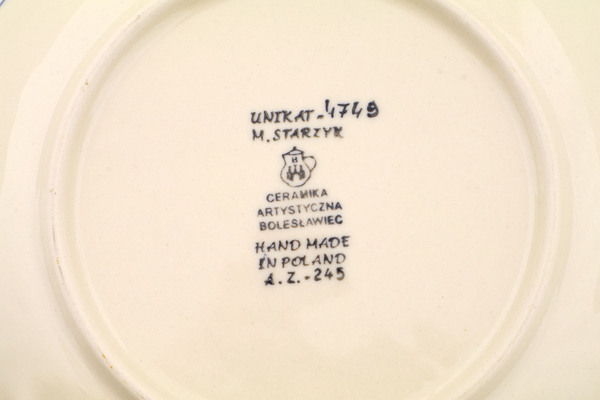 UNIKAT-4749
M. STARZYK
B
CERAMIKA
ARTYSTYCZNA
BOLESŁAWIEC
HAND MADE
IN POLAND
A.Z.-245